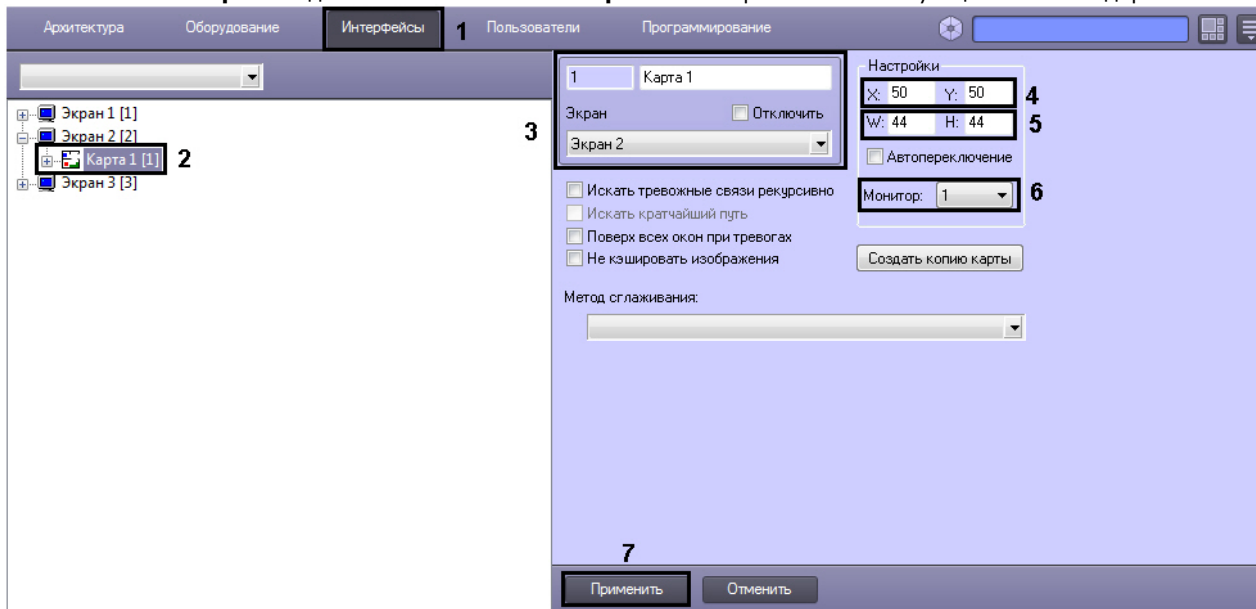 Архитектура Оборудование Интерфейсы 1 Пользователи Программирование
Экран 1 [1]
Экран 2 [2]
Карта 1 [1] 2
Экран 3 [3]
3
1 Карта 1
Экран Отключить
Экран 2
Искать тревожные связи рекурсивно
Искать кратчайший путь
Поверх всех окон при тревогах
Не кэшировать изображения
Метод сглаживания:
Настройки
X: 50 Y: 50 4
W: 44 H: 44 5
Автопереключение
Монитор: 1 6
Создать копию карты
7
Применить Отменить